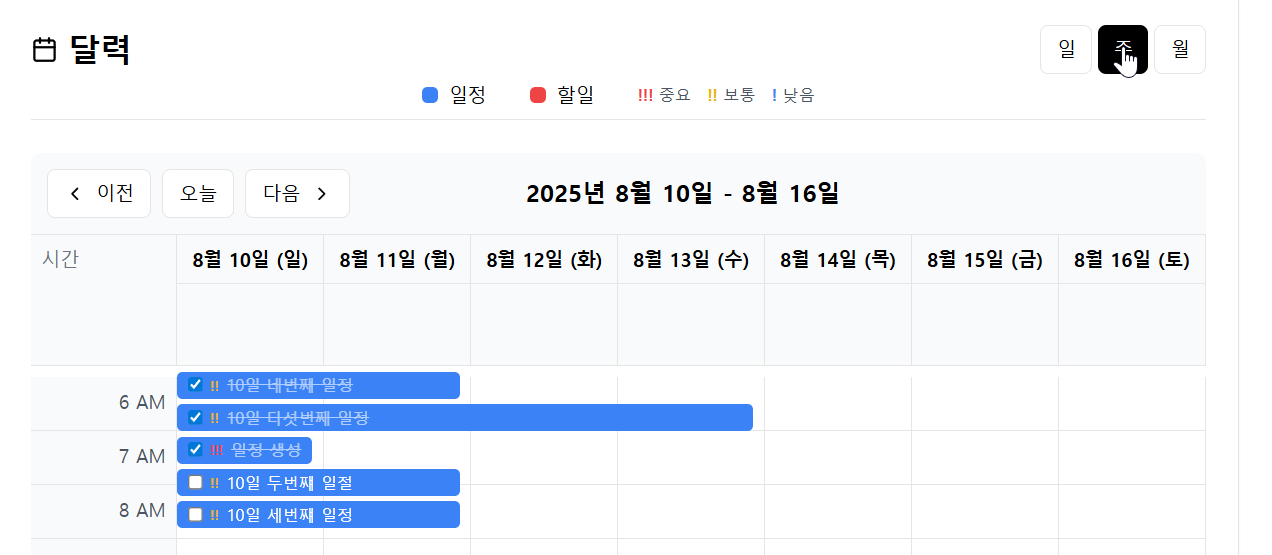 달력
일 주 월
일정 할일 !!! 중요 !! 보통 ! 낮음
이전 오늘 다음 2025년 8월 10일 - 8월 16일
시간 8월 10일 (일) 8월 11일 (월) 8월 12일 (화) 8월 13일 (수) 8월 14일 (목) 8월 15일 (금) 8월 16일 (토)
!! 10일 네번째 일정
6 AM
!! 10일 다섯번째 일정
!!! 일정 생성
7 AM
!! 10일 두번째 일절
8 AM
!! 10일 세번째 일정